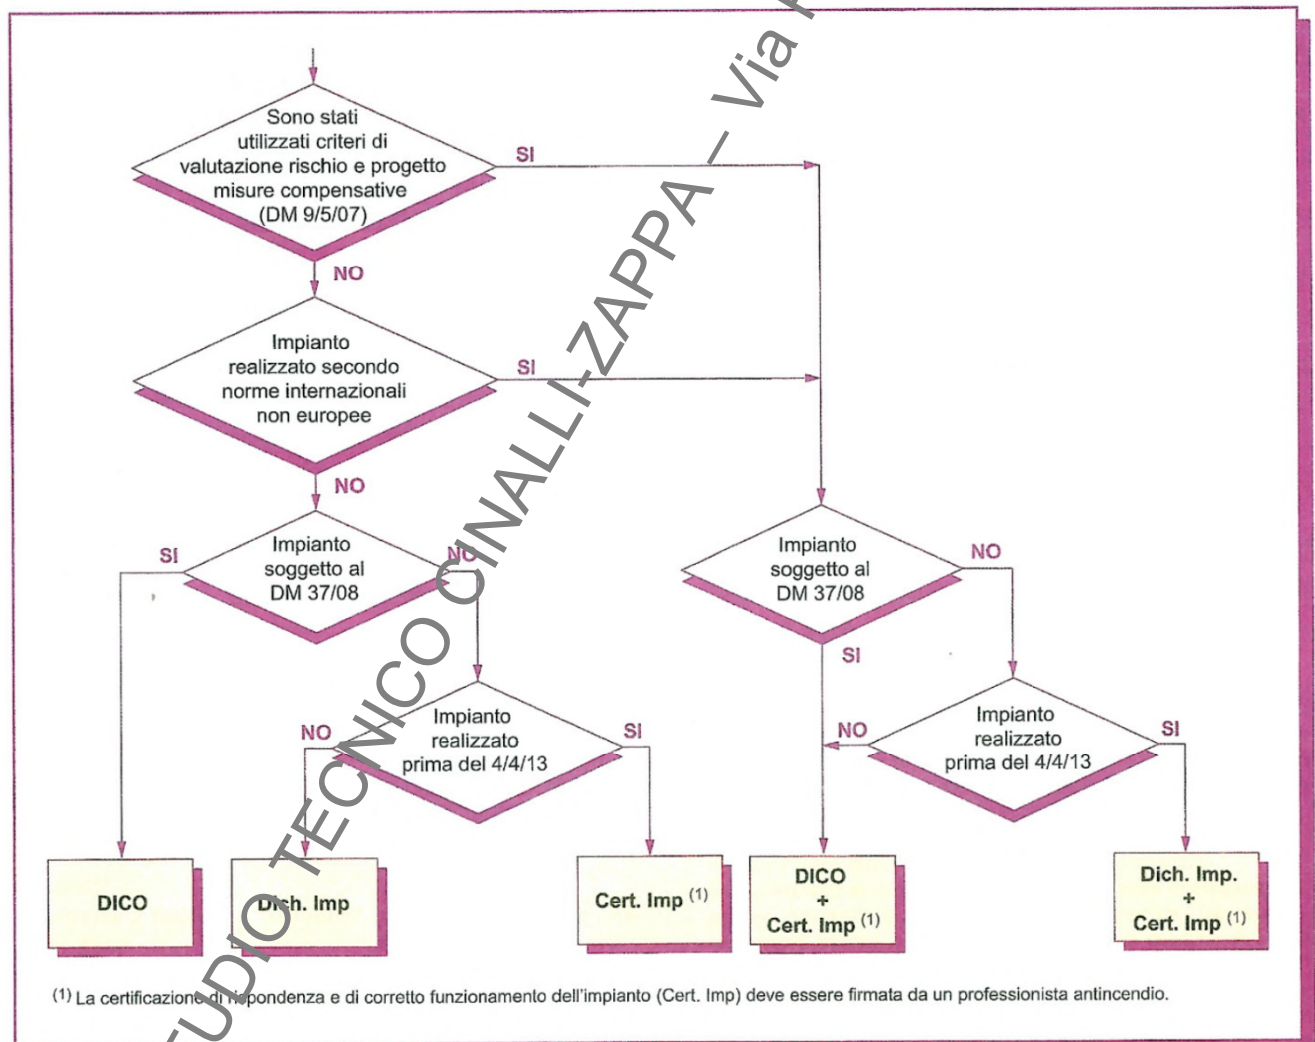 Sono stati
utilizzati criteri di
valutazione rischio e progetto
misure compensative
(DM 9/5/07)
SI
NO
Impianto
realizzato secondo
norme internazionali
non europee
SI
NO
Impianto
soggetto al
DM 37/08
SI
NO
Impianto
realizzato
prima del 4/4/13
NO
SI
Impianto
soggetto al
DM 37/08
NO
SI
Impianto
realizzato
prima del 4/4/13
NO
SI
DICO
Dich. Imp
Cert. Imp (1)
DICO
+
Cert. Imp (1)
Dich. Imp.
+
Cert. Imp (1)
(1) La certificazione di rispondenza e di corretto funzionamento dell'impianto (Cert. Imp) deve essere firmata da un professionista antincendio.
TECNICO CINALLI-ZAPPA – Via